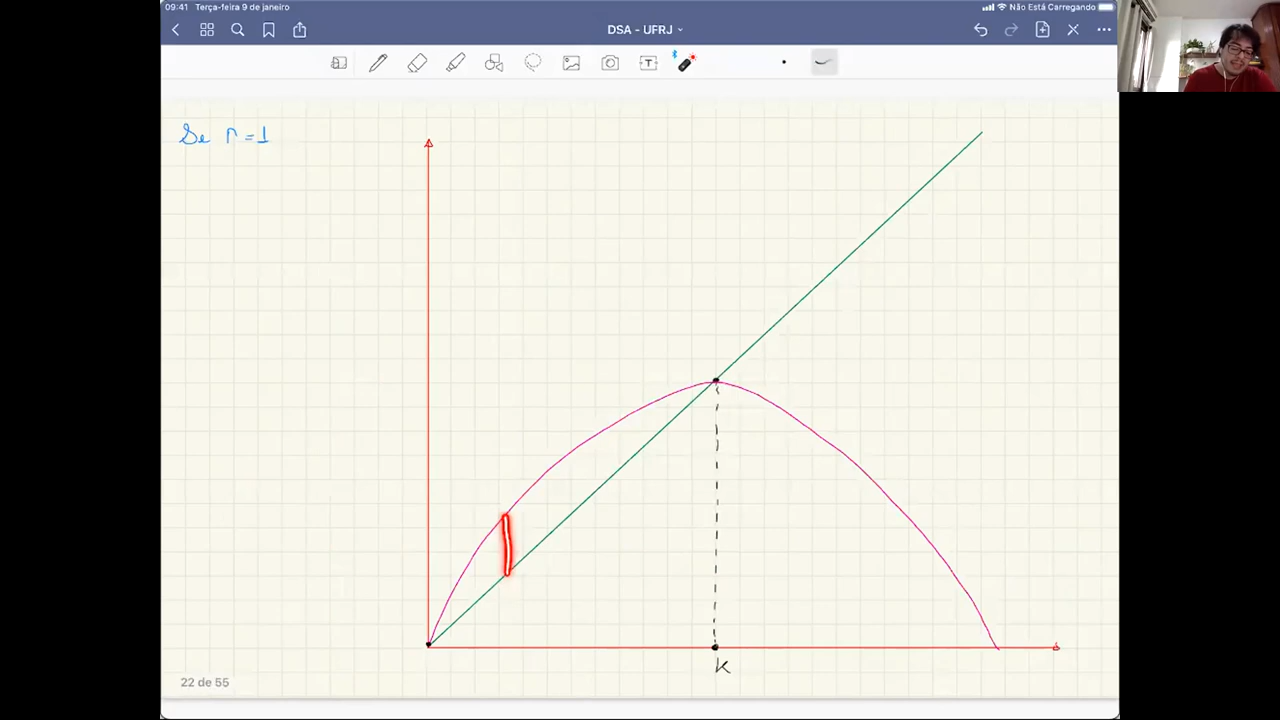 09:41 Terça-feira 9 de janeiro
Não Está Carregando
DSA - UFRJ
T
Se r=1
K
22 de 55